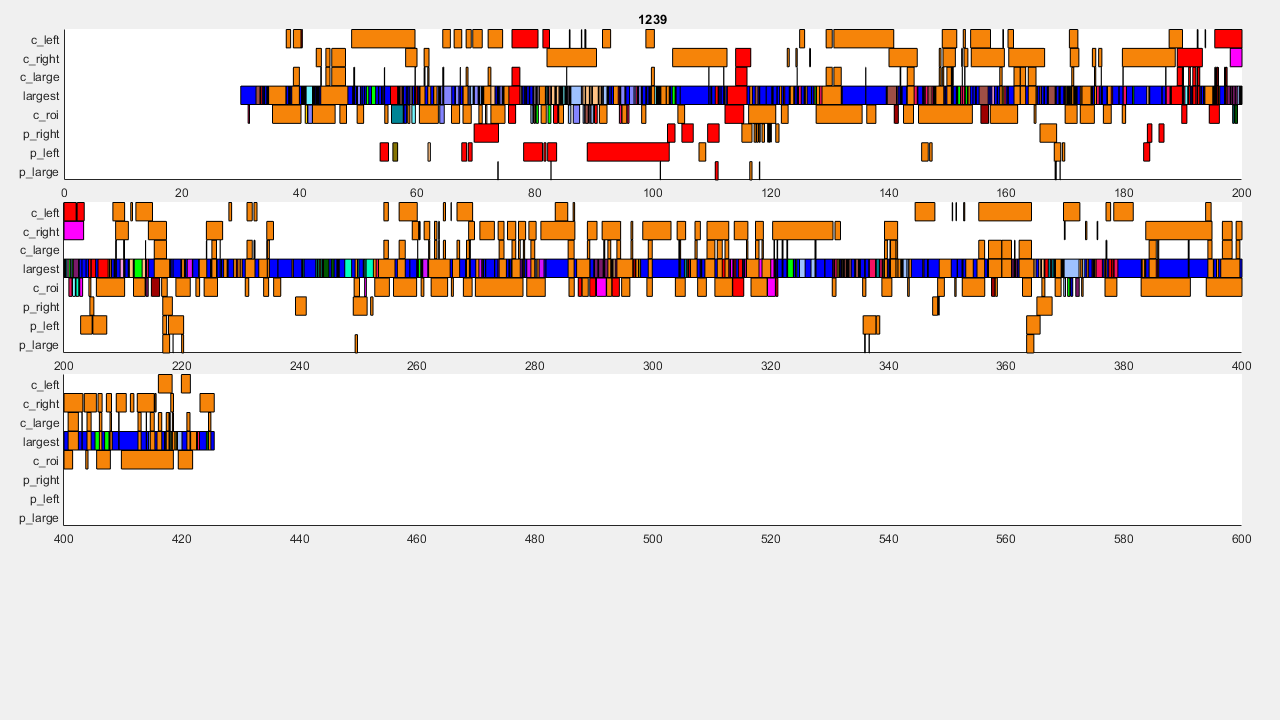 1239
c_left
c_right
c_large
largest
c_roi
p_right
p_left
p_large
0 20 40 60 80 100 120 140 160 180 200
c_left
c_right
c_large
largest
c_roi
p_right
p_left
p_large
200 220 240 260 280 300 320 340 360 380 400
c_left
c_right
c_large
largest
c_roi
p_right
p_left
p_large
400 420 440 460 480 500 520 540 560 580 600